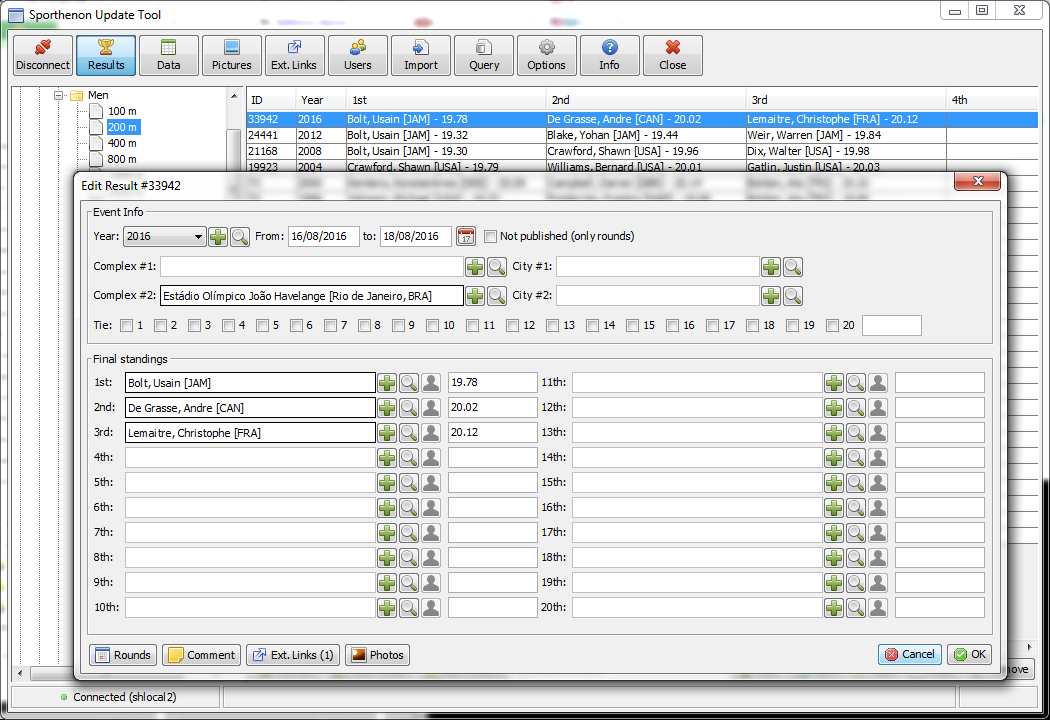 Sporthenon Update Tool
Disconnect Results Data Pictures Ext. Links Users Import Query Options Info Close
Men
100 m
200 m
400 m
800 m
ID Year 1st 2nd 3rd 4th
33942 2016 Bolt, Usain [JAM] - 19.78 De Grasse, Andre [CAN] - 20.02 Lemaitre, Christophe [FRA] - 20.12
24441 2012 Bolt, Usain [JAM] - 19.32 Blake, Yohan [JAM] - 19.44 Weir, Warren [JAM] - 19.84
21168 2008 Bolt, Usain [JAM] - 19.30 Crawford, Shawn [USA] - 19.96 Dix, Walter [USA] - 19.98
19923 2004 Crawford, Shawn [USA] - 19.79 Williams, Bernard [USA] - 20.01 Gatlin, Justin [USA] - 20.03
Edit Result #33942
Event Info
Year: 2016 From: 16/08/2016 to: 18/08/2016 17 Not published (only rounds)
Complex #1: City #1:
Complex #2: Estádio Olímpico João Havelange [Rio de Janeiro, BRA] City #2:
Tie: 1 2 3 4 5 6 7 8 9 10 11 12 13 14 15 16 17 18 19 20
Final standings
1st: Bolt, Usain [JAM] 19.78 11th:
2nd: De Grasse, Andre [CAN] 20.02 12th:
3rd: Lemaitre, Christophe [FRA] 20.12 13th:
4th: 14th:
5th: 15th:
6th: 16th:
7th: 17th:
8th: 18th:
9th: 19th:
10th: 20th:
Rounds Comment Ext. Links (1) Photos Cancel OK
Connected (shlocal2)